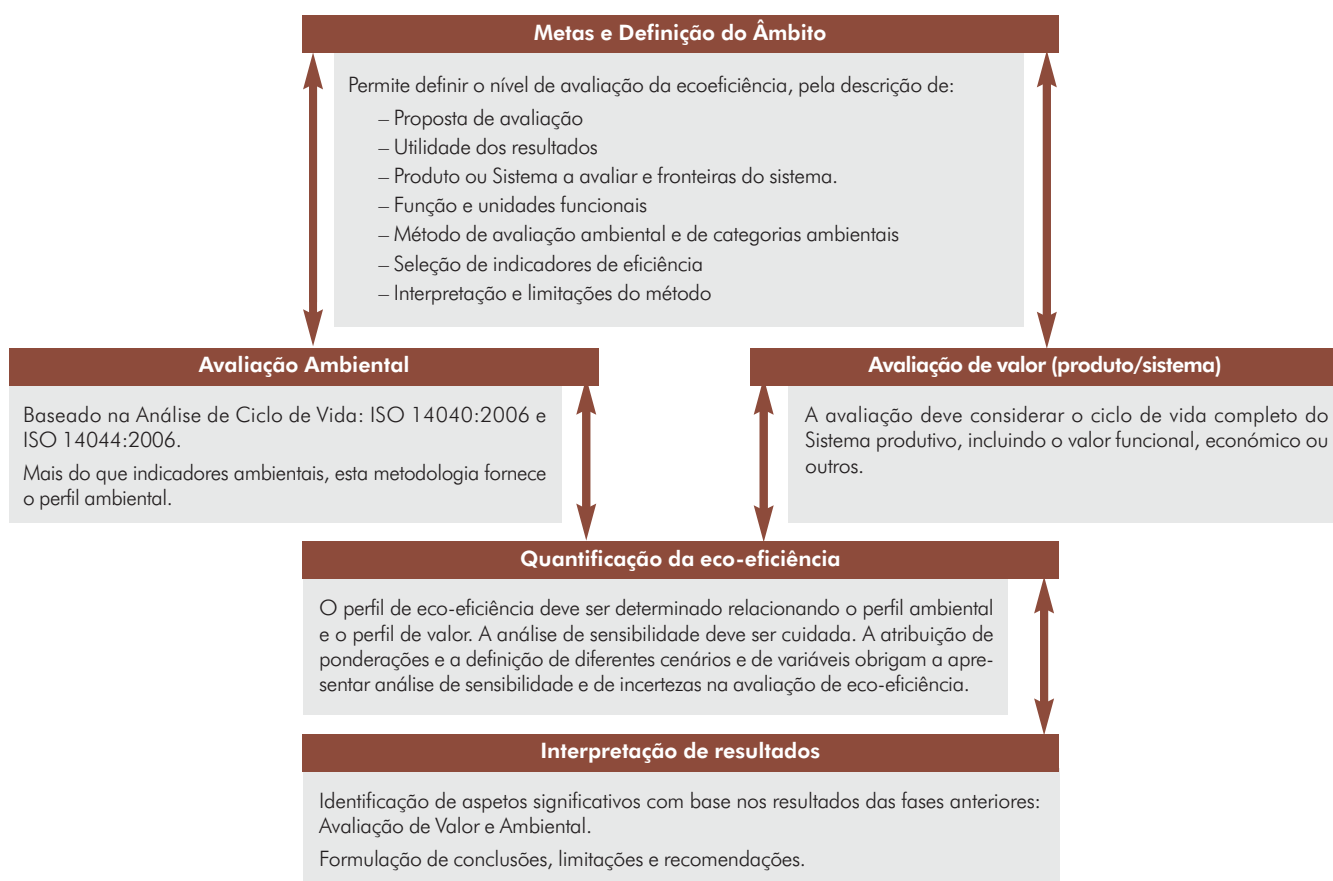 Metas e Definição do Âmbito
Permite definir o nível de avaliação da ecoeficiência, pela descrição de:
– Proposta de avaliação
– Utilidade dos resultados
– Produto ou Sistema a avaliar e fronteiras do sistema.
– Função e unidades funcionais
– Método de avaliação ambiental e de categorias ambientais
– Seleção de indicadores de eficiência
– Interpretação e limitações do método
Avaliação Ambiental
Baseado na Análise de Ciclo de Vida: ISO 14040:2006 e
ISO 14044:2006.
Mais do que indicadores ambientais, esta metodologia fornece
o perfil ambiental.
Avaliação de valor (produto/sistema)
A avaliação deve considerar o ciclo de vida completo do
Sistema produtivo, incluindo o valor funcional, económico ou
outros.
Quantificação da eco-eficiência
O perfil de eco-eficiência deve ser determinado relacionando o perfil ambiental
e o perfil de valor. A análise de sensibilidade deve ser cuidada. A atribuição de
ponderações e a definição de diferentes cenários e de variáveis obrigam a apre-
sentar análise de sensibilidade e de incertezas na avaliação de eco-eficiência.
Interpretação de resultados
Identificação de aspetos significativos com base nos resultados das fases anteriores:
Avaliação de Valor e Ambiental.
Formulação de conclusões, limitações e recomendações.